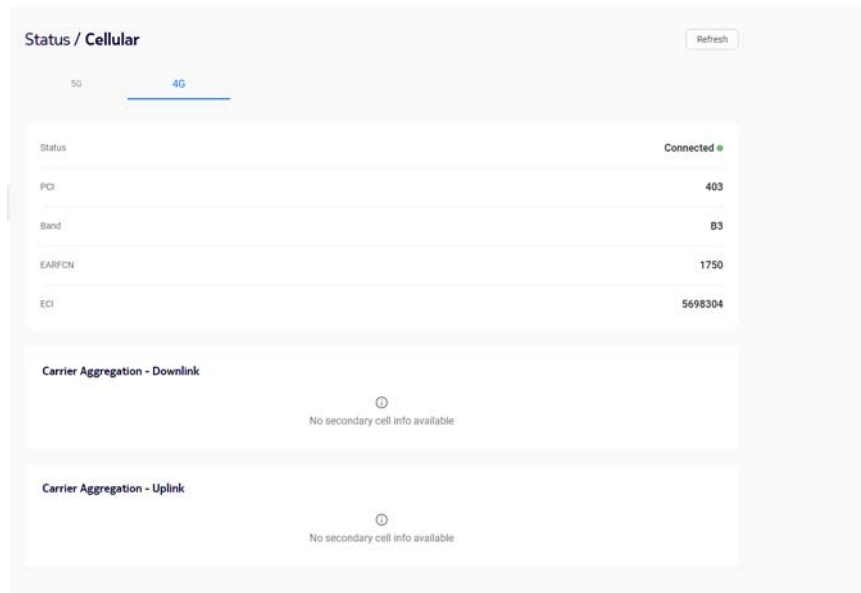 Status / Cellular
Refresh
5G 4G
Status Connected
PCI 403
Band B3
EARFCN 1750
ECI 5698304
Carrier Aggregation - Downlink
No secondary cell info available
Carrier Aggregation - Uplink
No secondary cell info available